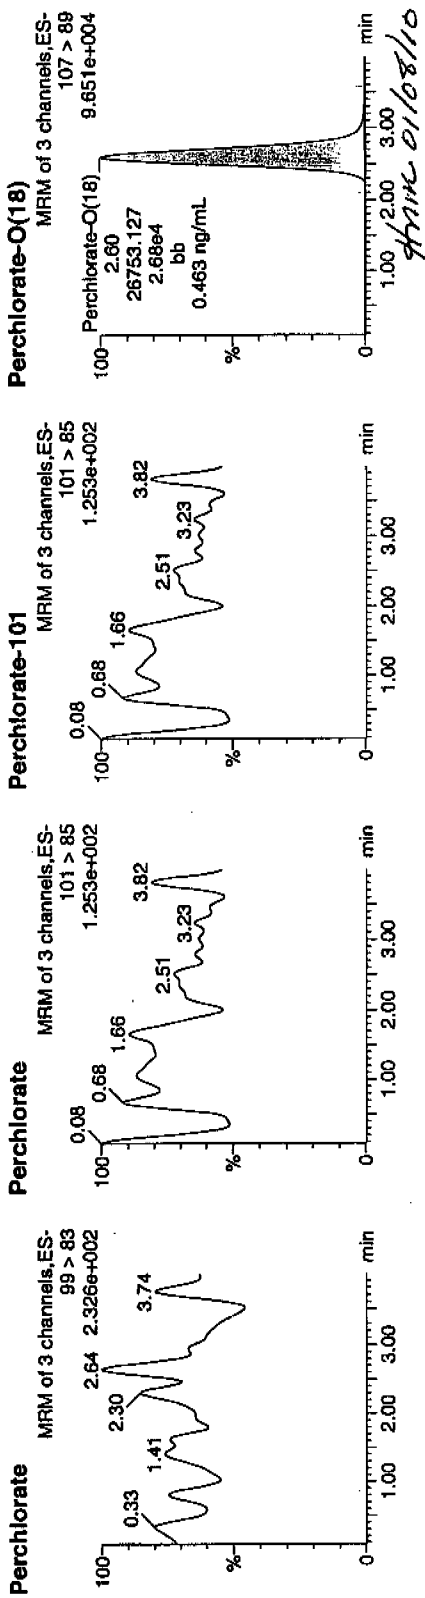 Perchlorate
MRM of 3 channels,ES-
99 > 83
2.326e+002
100
%
0
0.33
1.41
2.30
2.64
3.74
1.00
2.00
3.00
min
Perchlorate
MRM of 3 channels,ES-
101 > 85
1.253e+002
100
%
0
0.08
0.68
1.66
2.51
3.23
3.82
1.00
2.00
3.00
min
Perchlorate-101
MRM of 3 channels,ES-
101 > 85
1.253e+002
100
%
0
0.08
0.68
1.66
2.51
3.23
3.82
1.00
2.00
3.00
min
Perchlorate-O(18)
MRM of 3 channels,ES-
107 > 89
9.651e+004
100
%
0
Perchlorate-O(18)
2.60
26753.127
2.68e4
bb
0.463 ng/mL
1.00
2.00
3.00
min
01/08/10